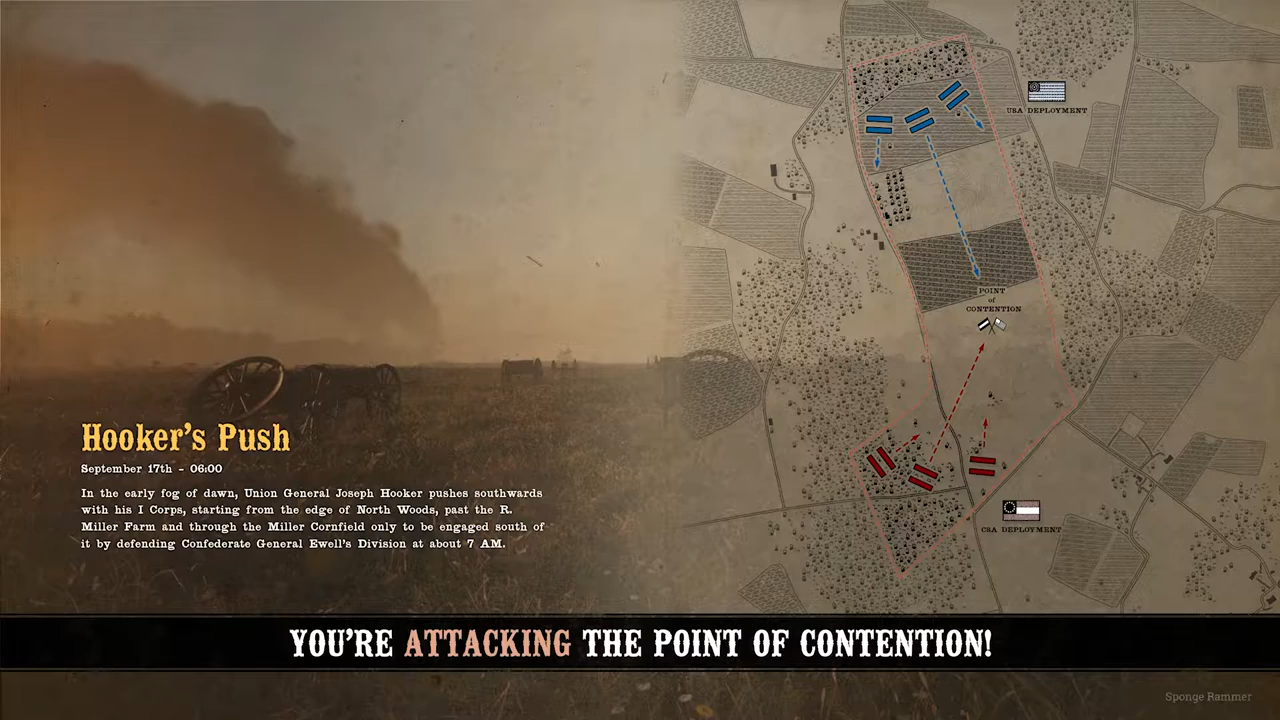 USA DEPLOYMENT
POINT
of
CONTENTION
Hooker's Push
September 17th - 06:00
In the early fog of dawn, Union General Joseph Hooker pushes southwards
with his I Corps, starting from the edge of North Woods, past the R.
Miller Farm and through the Miller Cornfield only to be engaged south of
it by defending Confederate General Ewell's Division at about 7 AM.
CSA DEPLOYMENT
YOU'RE ATTACKING THE POINT OF CONTENTION!
Sponge Rammer